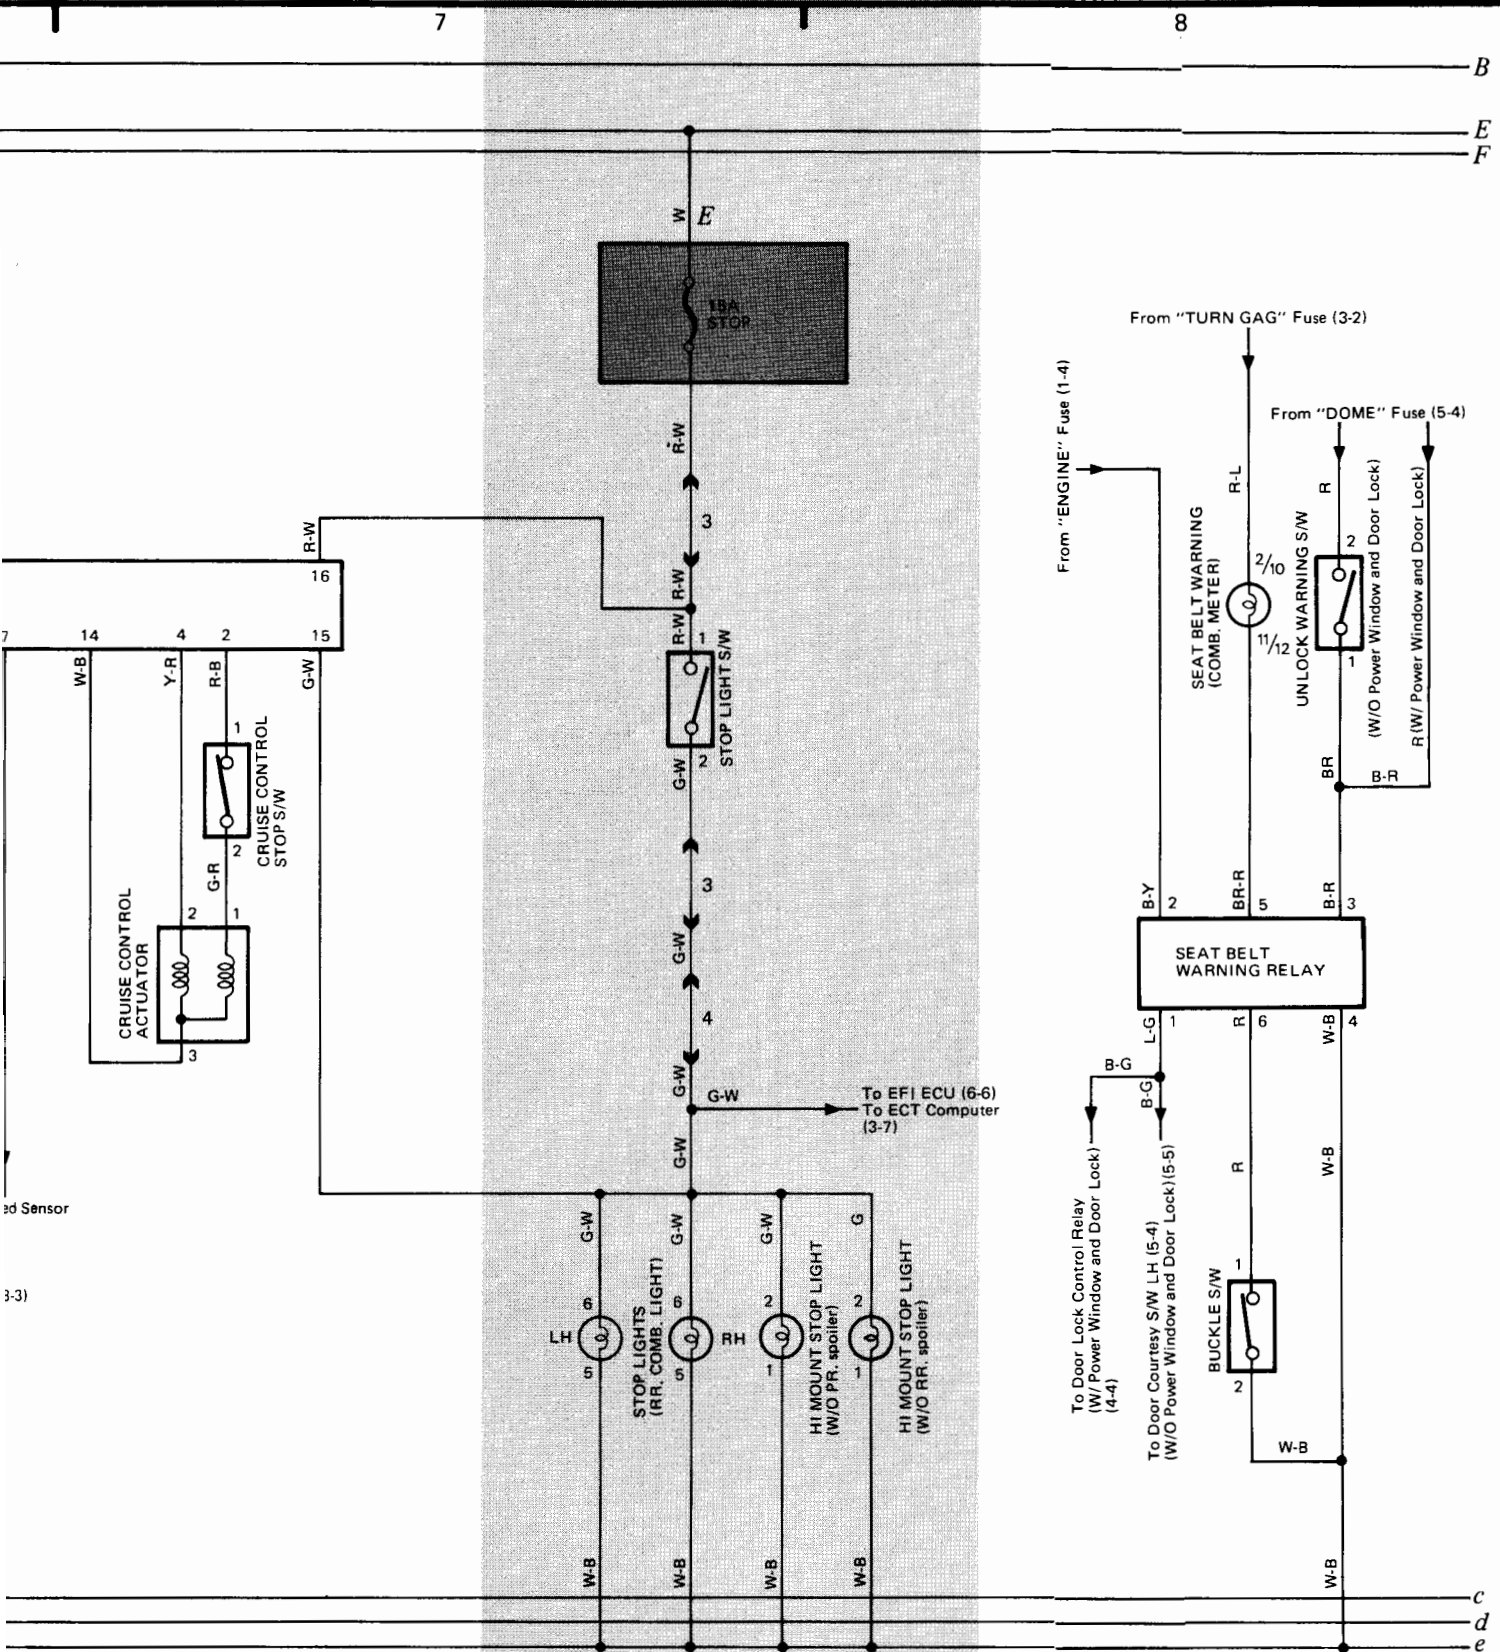 7
8
B
E
F
W
E
15A
STOP
R-W
3
R-W
R-W
1
STOP LIGHT S/W
2
G-W
3
G-W
4
G-W
G-W
To EFI ECU (6-6)
To ECT Computer
(3-7)
G-W
R-W
16
7
14
4
2
15
W-B
Y-R
R-B
G-W
1
CRUISE CONTROL
STOP S/W
2
G-R
2
1
CRUISE CONTROL
ACTUATOR
3
ed Sensor
3-3)
G-W
G-W
G-W
G
6
6
2
2
LH
RH
5
5
1
1
STOP LIGHTS
(RR. COMB. LIGHT)
HI MOUNT STOP LIGHT
(W/O PR. spoiler)
HI MOUNT STOP LIGHT
(W/O RR. spoiler)
W-B
W-B
W-B
W-B
From "TURN GAG" Fuse (3-2)
From "ENGINE" Fuse (1-4)
From "DOME" Fuse (5-4)
R-L
R
SEAT BELT WARNING
(COMB. METER)
2/10
11/12
UNLOCK WARNING S/W
2
1
(W/O Power Window and Door Lock)
R (W/ Power Window and Door Lock)
BR
B-R
B-Y
2
BR-R
5
B-R
3
SEAT BELT
WARNING RELAY
L-G
1
R
6
W-B
4
B-G
B-G
To Door Lock Control Relay
(W/ Power Window and Door Lock)
(4-4)
To Door Courtesy S/W LH (5-4)
(W/O Power Window and Door Lock) (5-5)
R
W-B
1
BUCKLE S/W
2
W-B
W-B
c
d
e